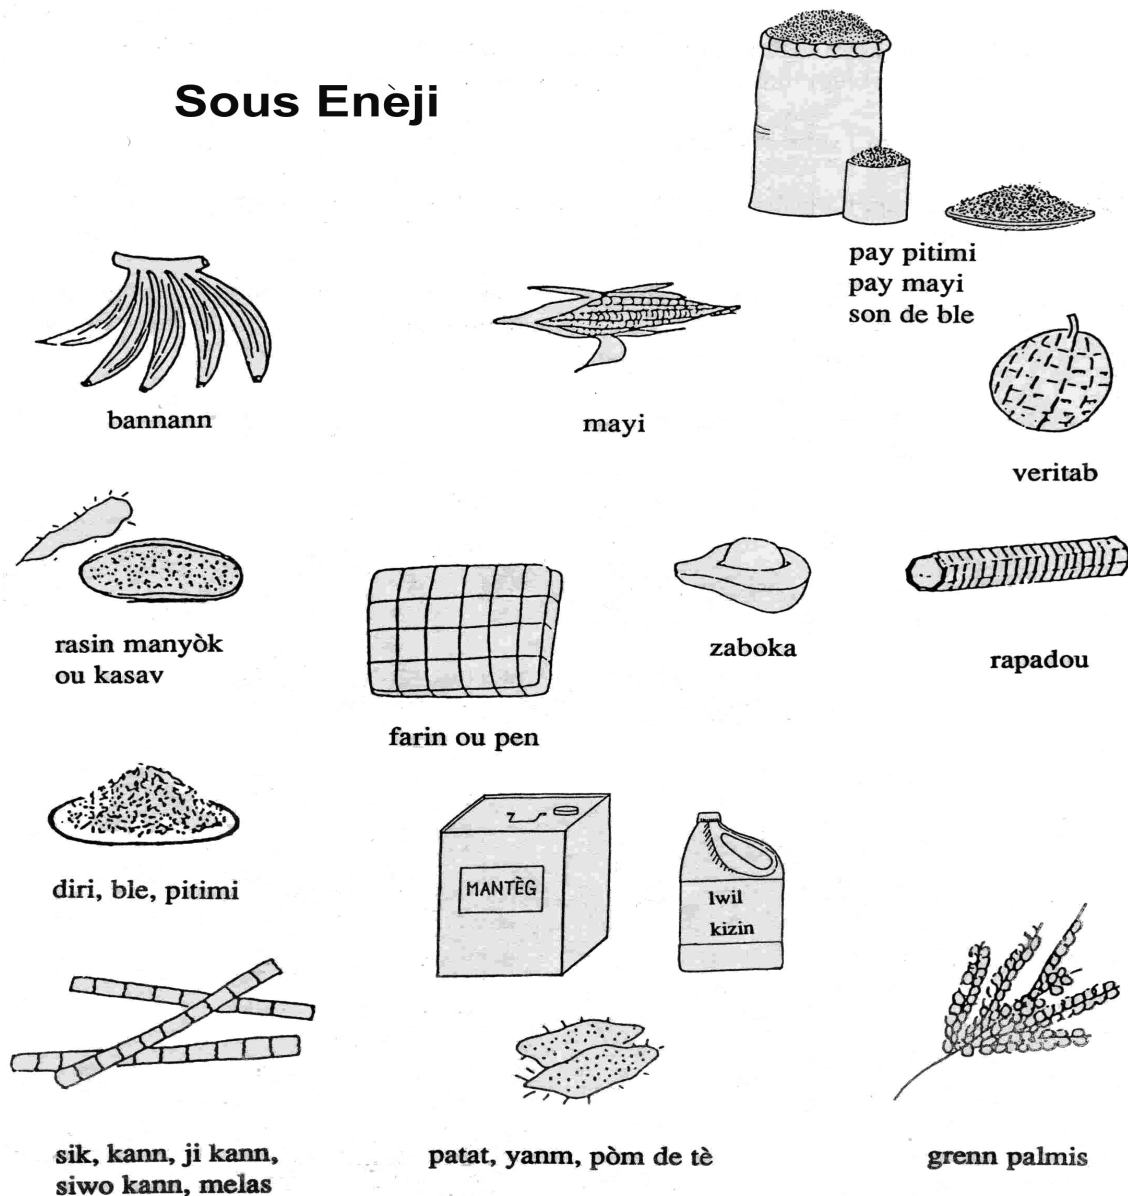 Sous Enèji
pay pitimi
pay mayi
son de ble
bannann
mayi
veritab
rasin manyòk
ou kasav
farin ou pen
zaboka
rapadou
diri, ble, pitimi
MANTÈG
lwil
kizin
sik, kann, ji kann,
siwo kann, melas
patat, yanm, pòm de tè
grenn palmis